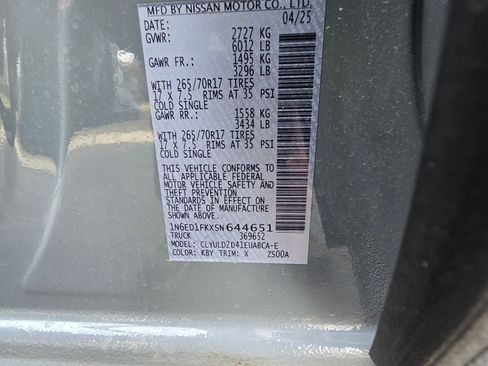 MFD BY NISSAN MOTOR CO., LTD.
DATE: 04/25
GVWR: 2727 KG
6012 LB
GAWR FR.: 1495 KG
3296 LB
WITH 265/70R17 TIRES
17 X 7.5 RIMS AT 35 PSI
COLD SINGLE
GAWR RR.: 1558 KG
3434 LB
WITH 265/70R17 TIRES
17 X 7.5 RIMS AT 35 PSI
COLD SINGLE
THIS VEHICLE CONFORMS TO
ALL APPLICABLE FEDERAL
MOTOR VEHICLE SAFETY AND
THEFT PREVENTION
STANDARDS IN EFFECT ON
THE DATE OF MANUFACTURE
SHOWN ABOVE.
1N6ED1FKXSN644651
TRUCK 369652
MODEL: CLYULDZD41EUABCA-E
COLOR: KBY TRIM: X ZS00A